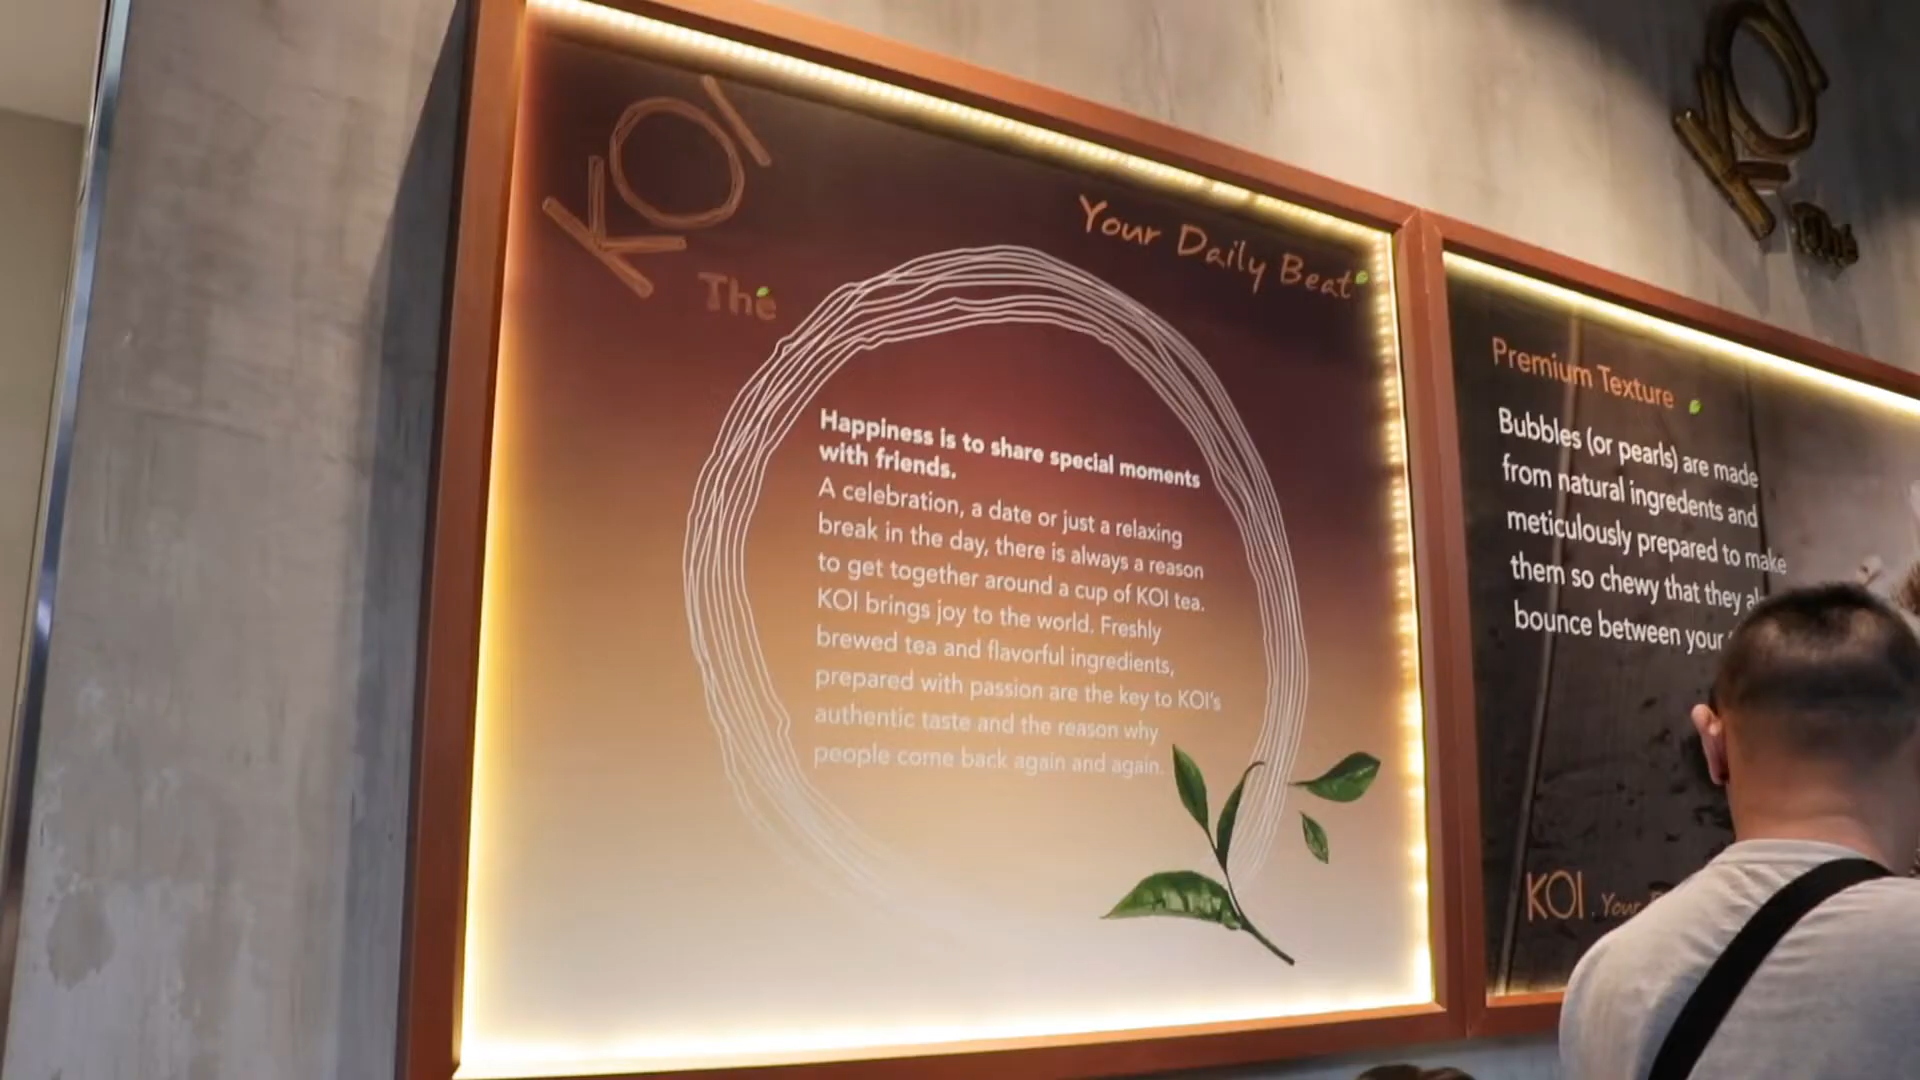 KOI
Thé
Your Daily Beat
Happiness is to share special moments
with friends.
A celebration, a date or just a relaxing
break in the day, there is always a reason
to get together around a cup of KOI tea.
KOI brings joy to the world. Freshly
brewed tea and flavorful ingredients,
prepared with passion are the key to KOI's
authentic taste and the reason why
people come back again and again.
Premium Texture
Bubbles (or pearls) are made
from natural ingredents and
meticulously prepared to make
them so chewy that they
bounce between your
KOI . Your
KOI
Thé